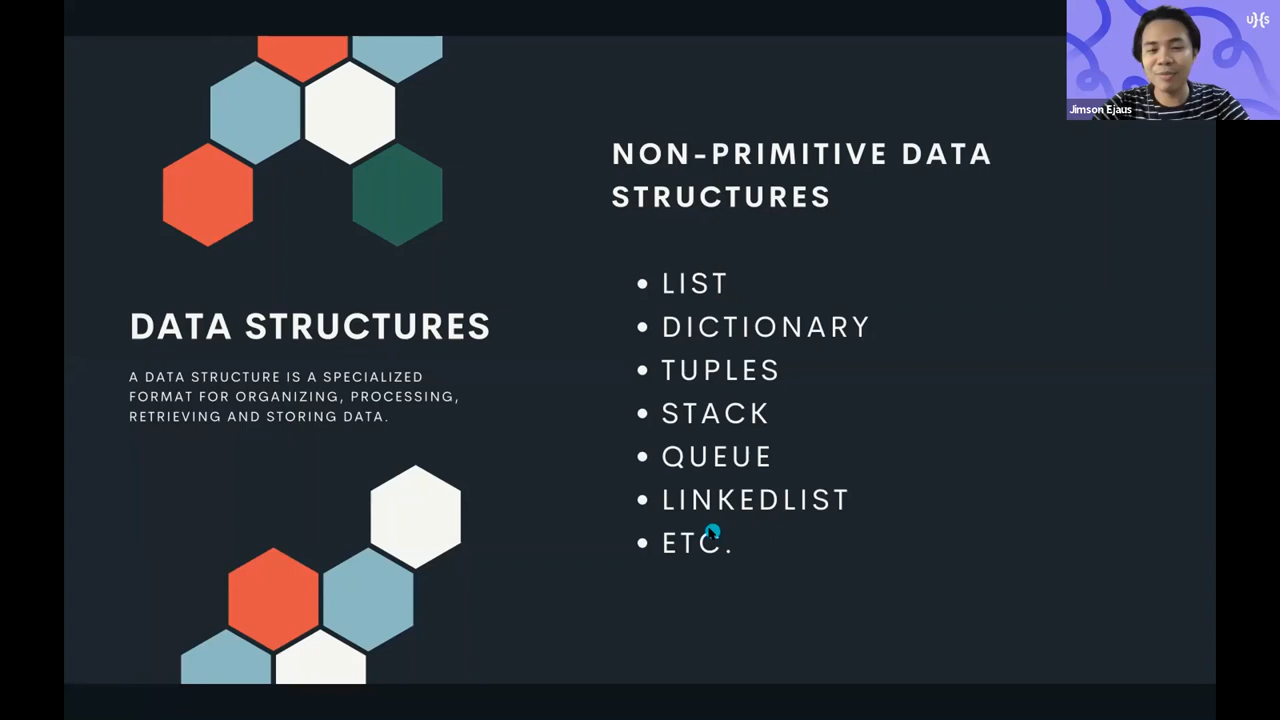 DATA STRUCTURES
A DATA STRUCTURE IS A SPECIALIZED
FORMAT FOR ORGANIZING, PROCESSING,
RETRIEVING AND STORING DATA.
NON-PRIMITIVE DATA
STRUCTURES
• LIST
• DICTIONARY
• TUPLES
• STACK
• QUEUE
• LINKEDLIST
• ETC.
Jimson Ejaus
u}{s